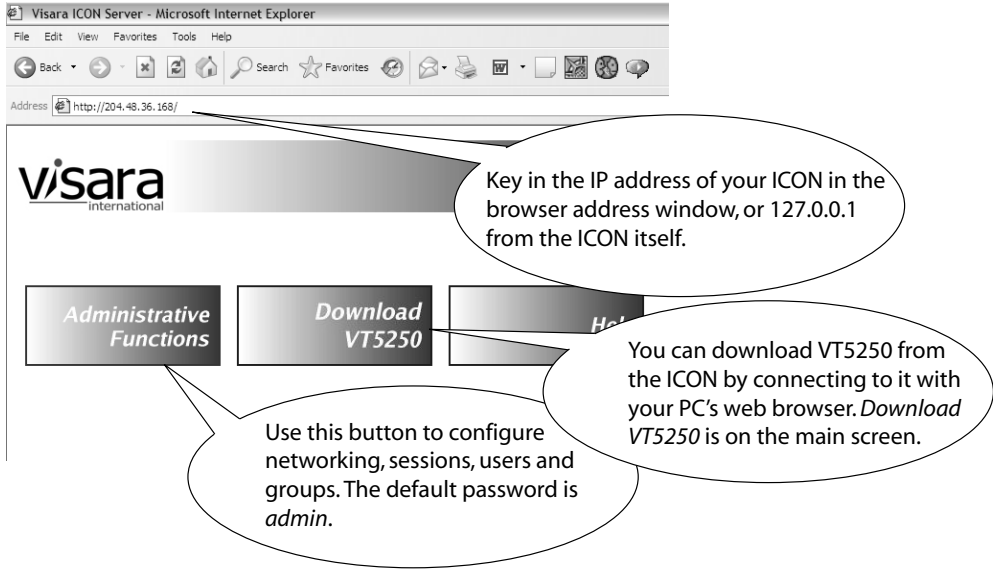 Visara ICON Server - Microsoft Internet Explorer
File Edit View Favorites Tools Help
Back Search Favorites
Address http://204.48.36.168/
visara
international
Key in the IP address of your ICON in the
browser address window, or 127.0.0.1
from the ICON itself.
Administrative
Functions
Download
VT5250
You can download VT5250 from
the ICON by connecting to it with
your PC's web browser. Download
VT5250 is on the main screen.
Use this button to configure
networking, sessions, users and
groups. The default password is
admin.